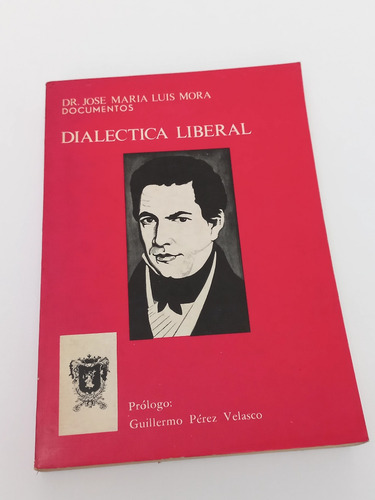 DR. JOSE MARIA LUIS MORA
DOCUMENTOS
DIALECTICA LIBERAL
Prólogo:
Guillermo Pérez Velasco